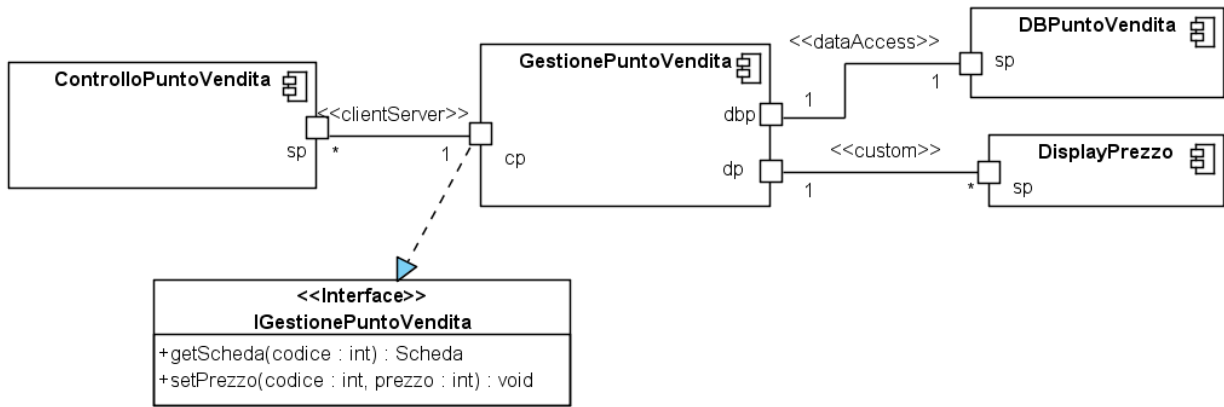 ControlloPuntoVendita
<<clientServer>>
sp
*
1
GestionePuntoVendita
cp
dbp
dp
<<dataAccess>>
1
1
DBPuntoVendita
sp
<<custom>>
1
*
DisplayPrezzo
sp
<<Interface>>
IGestionePuntoVendita
+getScheda(codice : int) : Scheda
+setPrezzo(codice : int, prezzo : int) : void